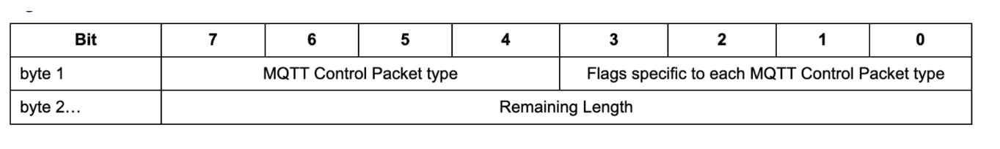 Bit 7 6 5 4 3 2 1 0
byte 1 MQTT Control Packet type Flags specific to each MQTT Control Packet type
byte 2… Remaining Length